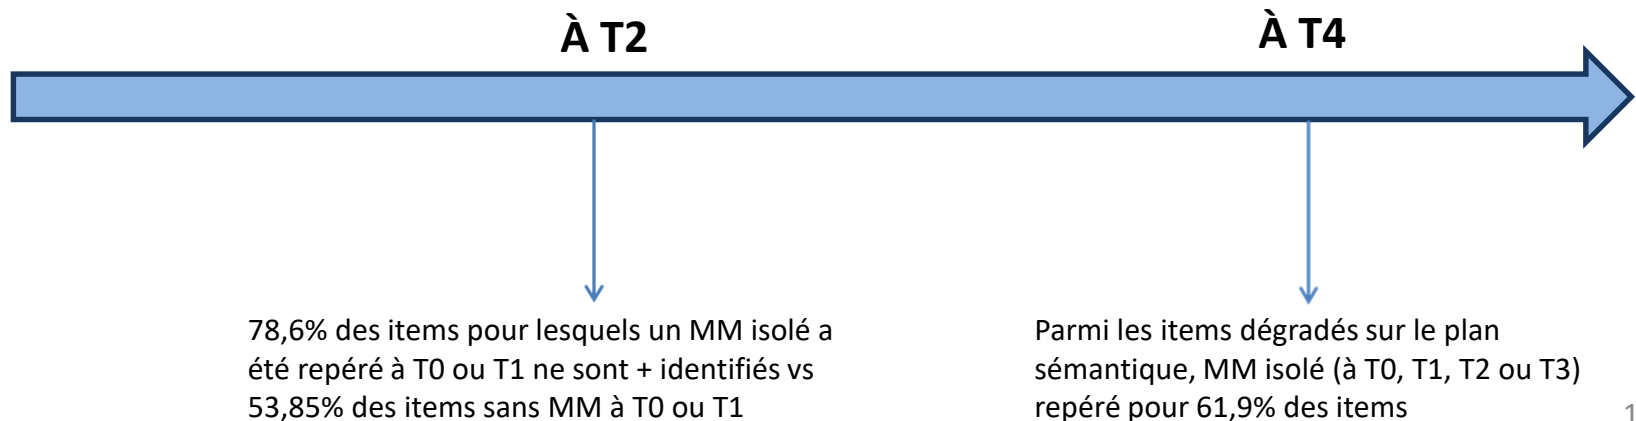 À T2
À T4
78,6% des items pour lesquels un MM isolé a
été repéré à T0 ou T1 ne sont + identifiés vs
53,85% des items sans MM à T0 ou T1
Parmi les items dégradés sur le plan
sémantique, MM isolé (à T0, T1, T2 ou T3)
repéré pour 61,9% des items
1